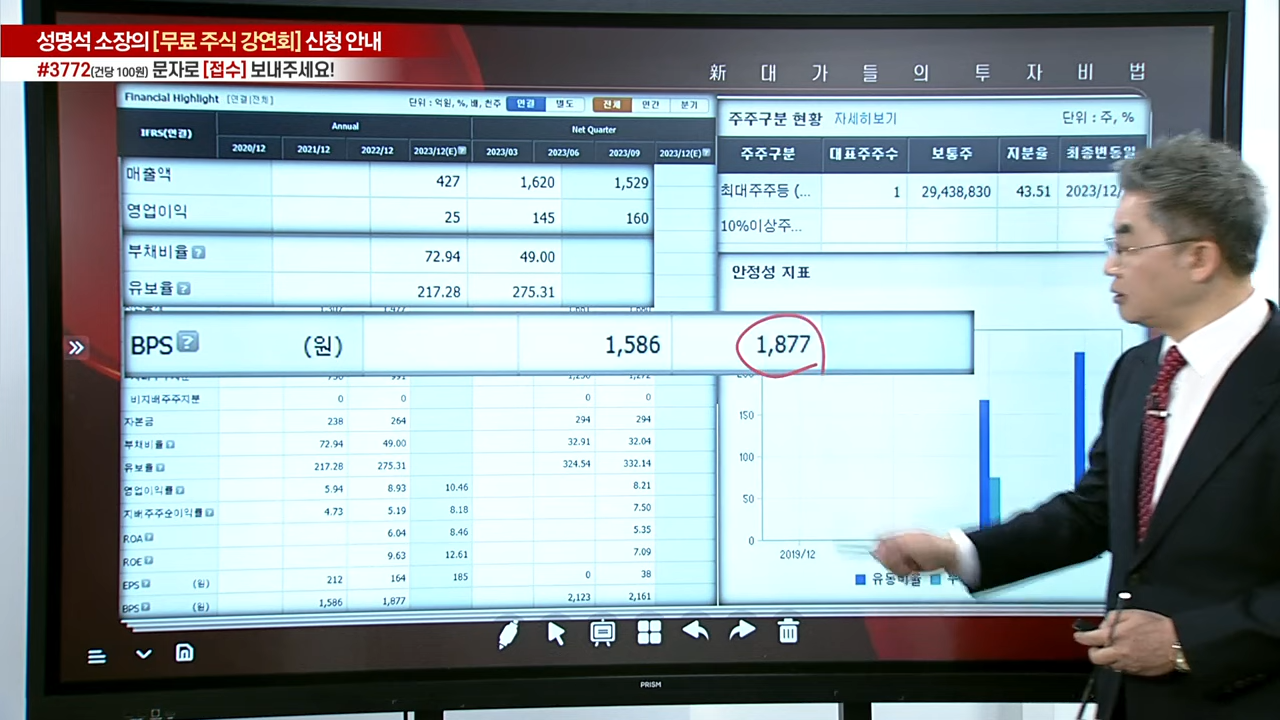 성명석 소장의 [무료 주식 강연회] 신청 안내
#3772(건당 100원) 문자로 [접수] 보내주세요!
新 대 가 들 의 투 자 비 법
Financial Highlight [연결|전체]
단위 : 억원, %, 배, 천주 연결 별도 전체 연간 분기
IFRS(연결) Annual Net Quarter
2020/12 2021/12 2022/12 2023/12(E) 2023/03 2023/06 2023/09 2023/12(E)
매출액 427 1,620 1,529
영업이익 25 145 160
부채비율 72.94 49.00
유보율 217.28 275.31
BPS (원) 1,586 1,877
비지배주주지분 0 0 0 0
자본금 238 264 294 294
부채비율 72.94 49.00 32.91 32.04
유보율 217.28 275.31 324.54 332.14
영업이익률 5.94 8.93 10.46 8.21
지배주주순이익률 4.73 5.19 8.18 7.50
ROA 6.04 8.46 5.35
ROE 9.63 12.61 7.09
EPS (원) 212 164 185 0 38
BPS (원) 1,586 1,877 2,123 2,161
주주구분 현황 자세히보기 단위 : 주, %
주주구분 대표주주수 보통주 지분율 최종변동일
최대주주등 (... 1 29,438,830 43.51 2023/12/
10%이상주...
안정성 지표
150
100
50
0
2019/12
유동비율
PRISM